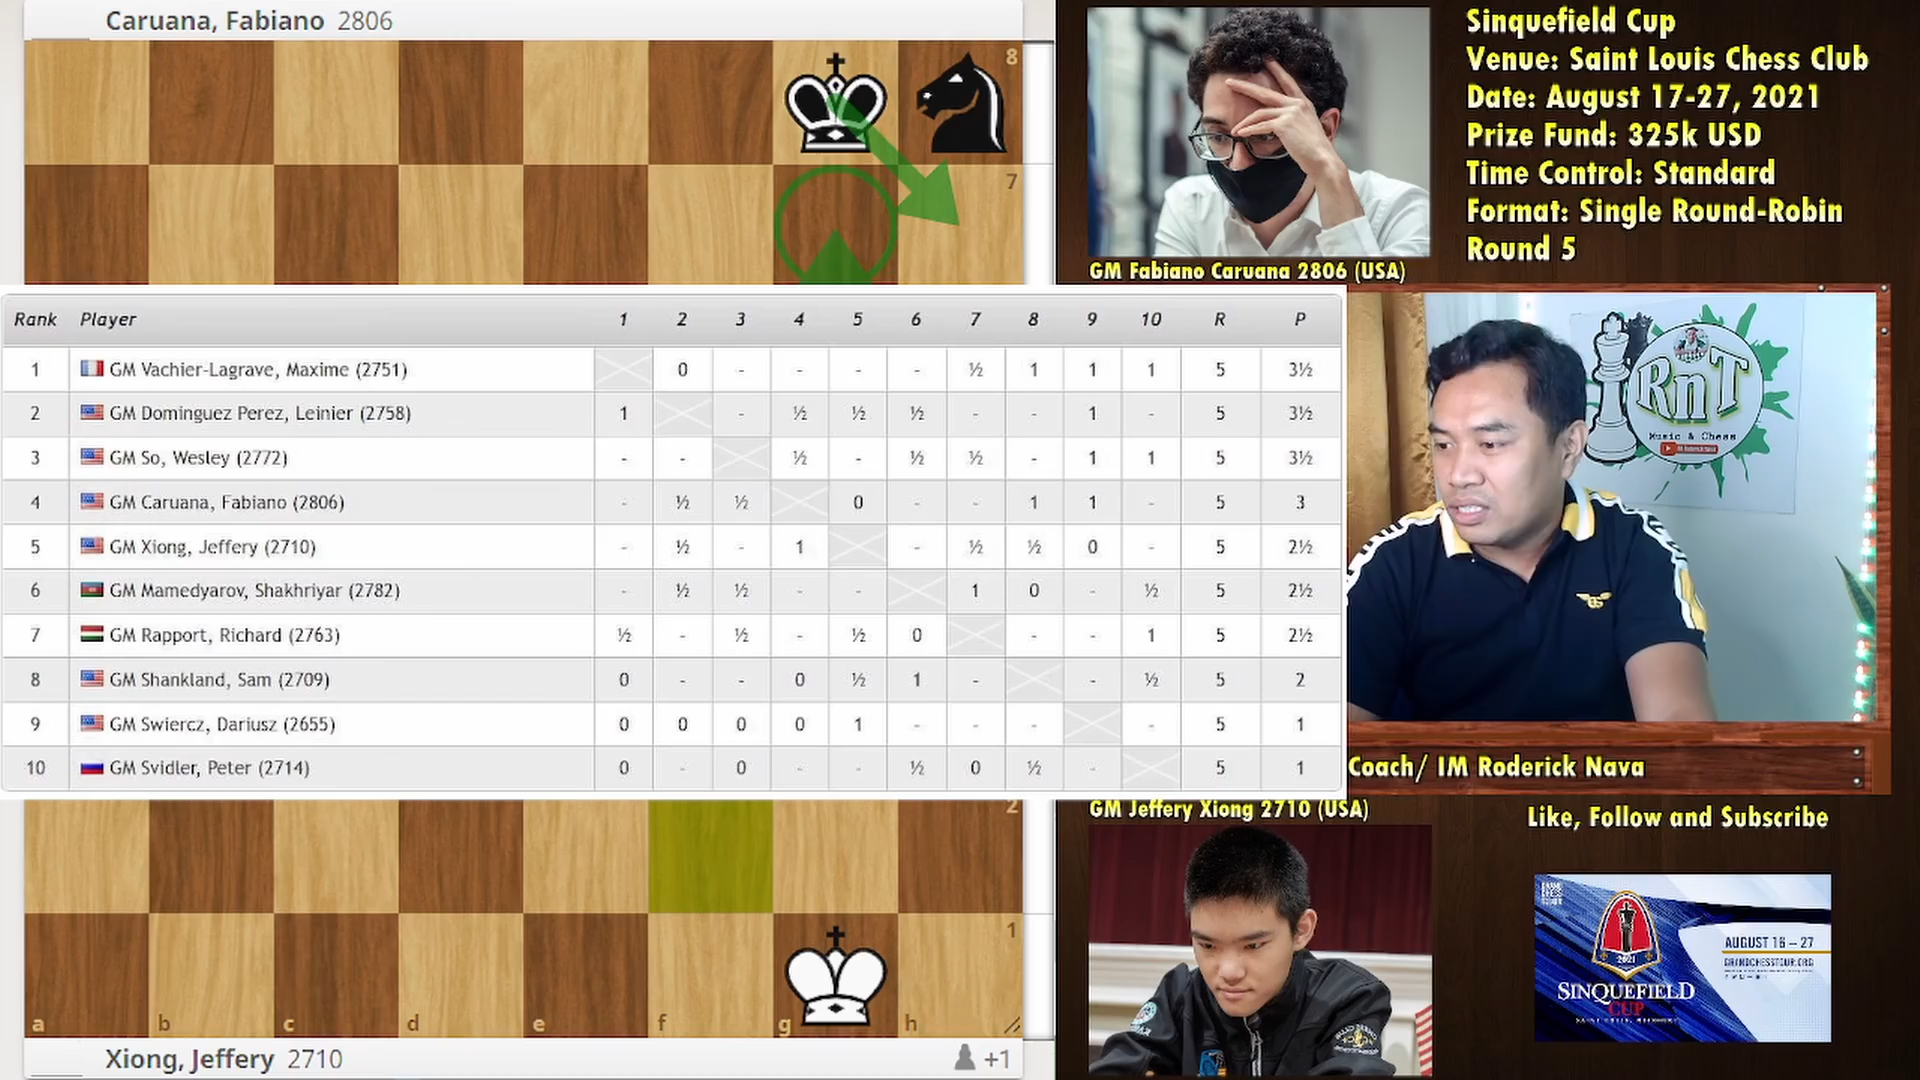 Caruana, Fabiano 2806
8
7
Sinquefield Cup
Venue: Saint Louis Chess Club
Date: August 17-27, 2021
Prize Fund: 325k USD
Time Control: Standard
Format: Single Round-Robin
Round 5
GM Fabiano Caruana 2806 (USA)
Rank Player 1 2 3 4 5 6 7 8 9 10 R P
1 GM Vachier-Lagrave, Maxime (2751) 0 - - - - ½ 1 1 1 5 3½
2 GM Dominguez Perez, Leinier (2758) 1 - ½ ½ ½ - - 1 - 5 3½
3 GM So, Wesley (2772) - - ½ - ½ ½ - 1 1 5 3½
4 GM Caruana, Fabiano (2806) - ½ ½ 0 - - 1 1 - 5 3
5 GM Xiong, Jeffery (2710) - ½ - 1 - ½ ½ 0 - 5 2½
6 GM Mamedyarov, Shakhriyar (2782) - ½ ½ - - 1 0 - ½ 5 2½
7 GM Rapport, Richard (2763) ½ - ½ - ½ 0 - - 1 5 2½
8 GM Shankland, Sam (2709) 0 - - 0 ½ 1 - - ½ 5 2
9 GM Swiercz, Dariusz (2655) 0 0 0 0 1 - - - - 5 1
10 GM Svidler, Peter (2714) 0 - 0 - - ½ 0 ½ - 5 1
RnT
Music & Chess
Coach/ IM Roderick Nava
2
1
a b c d e f g h
Xiong, Jeffery 2710
+1
GM Jeffery Xiong 2710 (USA)
Like, Follow and Subscribe
2021
SINQUEFIELD
CUP
SAINT LOUIS, MISSOURI
AUGUST 16 – 27
GRANDCHESSTOUR.ORG